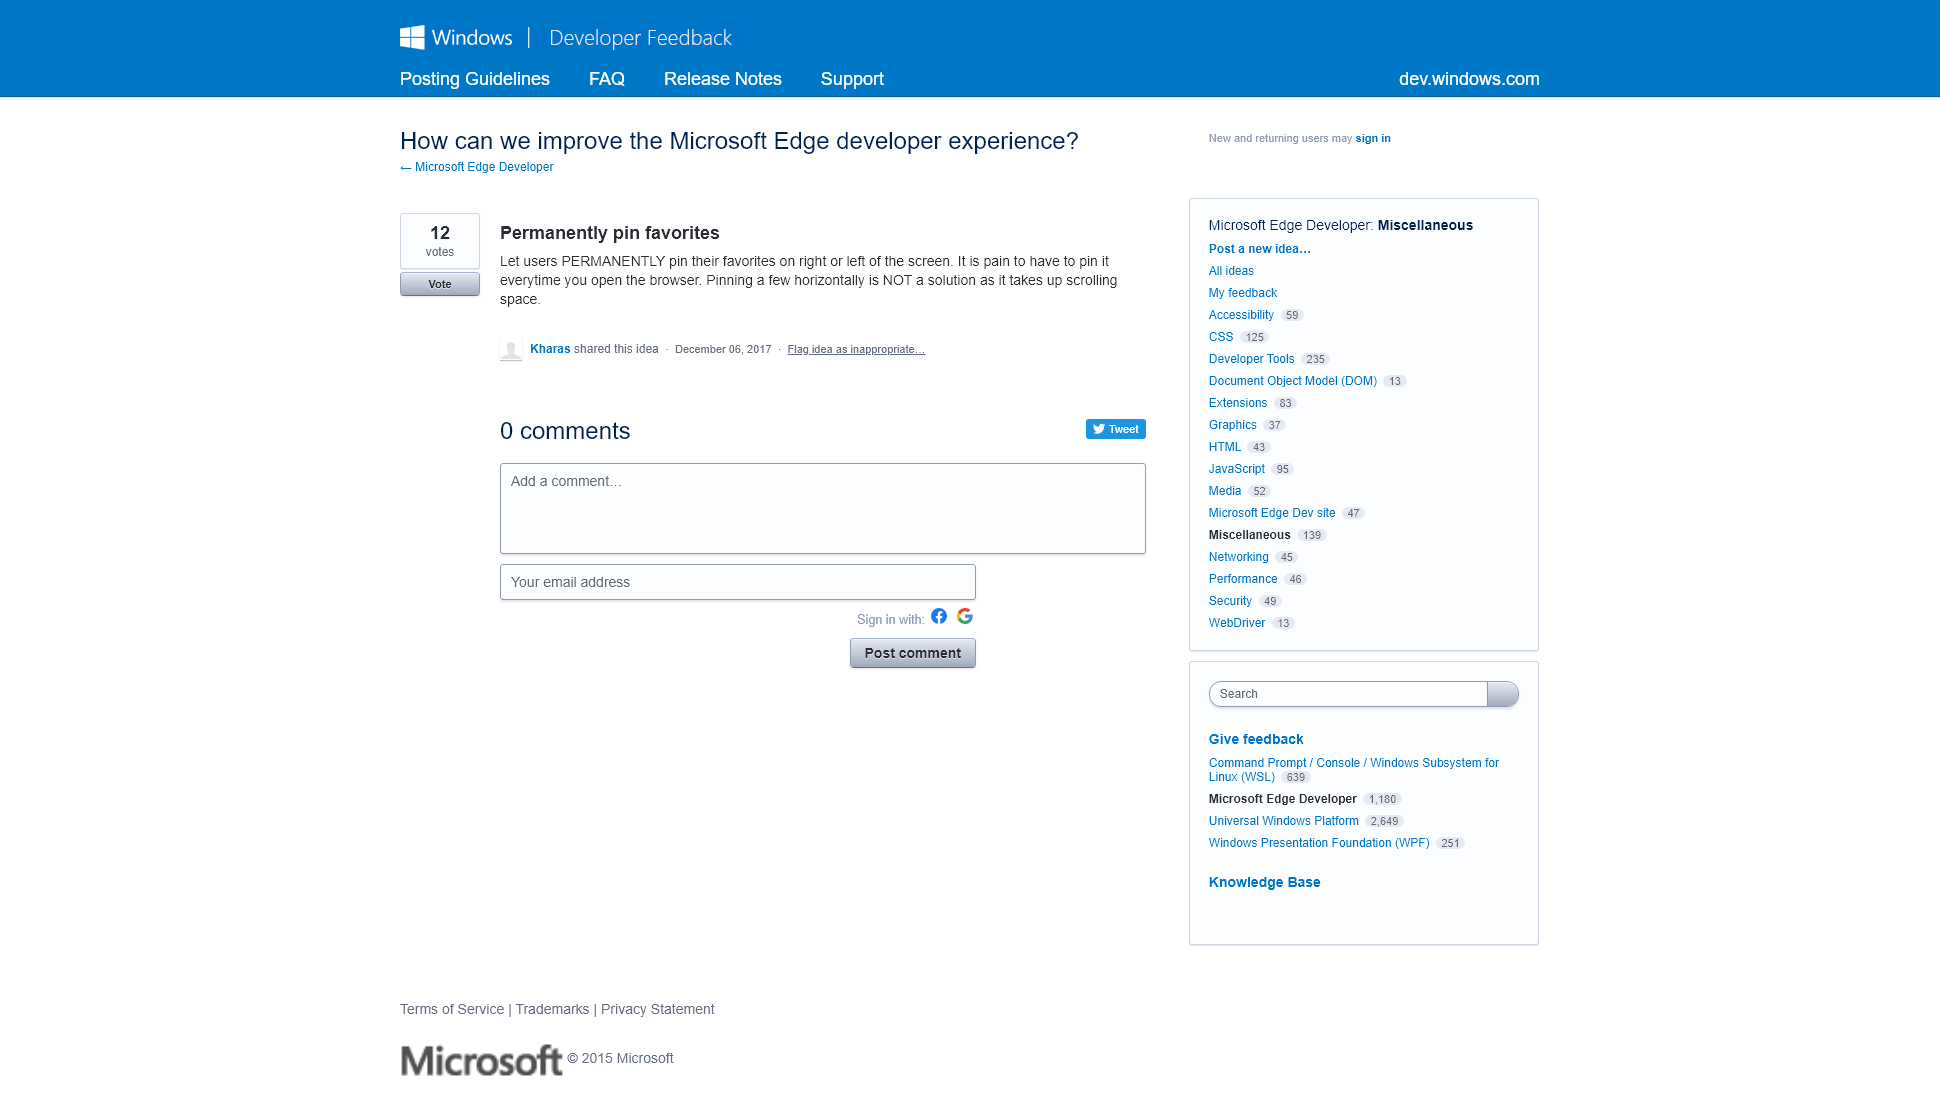 Windows | Developer Feedback
Posting Guidelines FAQ Release Notes Support dev.windows.com
How can we improve the Microsoft Edge developer experience?
← Microsoft Edge Developer
New and returning users may sign in
12
votes
Vote
Permanently pin favorites
Let users PERMANENTLY pin their favorites on right or left of the screen. It is pain to have to pin it
everytime you open the browser. Pinning a few horizontally is NOT a solution as it takes up scrolling
space.
Kharas shared this idea · December 06, 2017 · Flag idea as inappropriate…
0 comments
Tweet
Add a comment…
Your email address
Sign in with:
Post comment
Microsoft Edge Developer: Miscellaneous
Post a new idea…
All ideas
My feedback
Accessibility 59
CSS 125
Developer Tools 235
Document Object Model (DOM) 13
Extensions 83
Graphics 37
HTML 43
JavaScript 95
Media 52
Microsoft Edge Dev site 47
Miscellaneous 139
Networking 45
Performance 46
Security 49
WebDriver 13
Search
Give feedback
Command Prompt / Console / Windows Subsystem for
Linux (WSL) 639
Microsoft Edge Developer 1,180
Universal Windows Platform 2,649
Windows Presentation Foundation (WPF) 251
Knowledge Base
Terms of Service | Trademarks | Privacy Statement
Microsoft © 2015 Microsoft